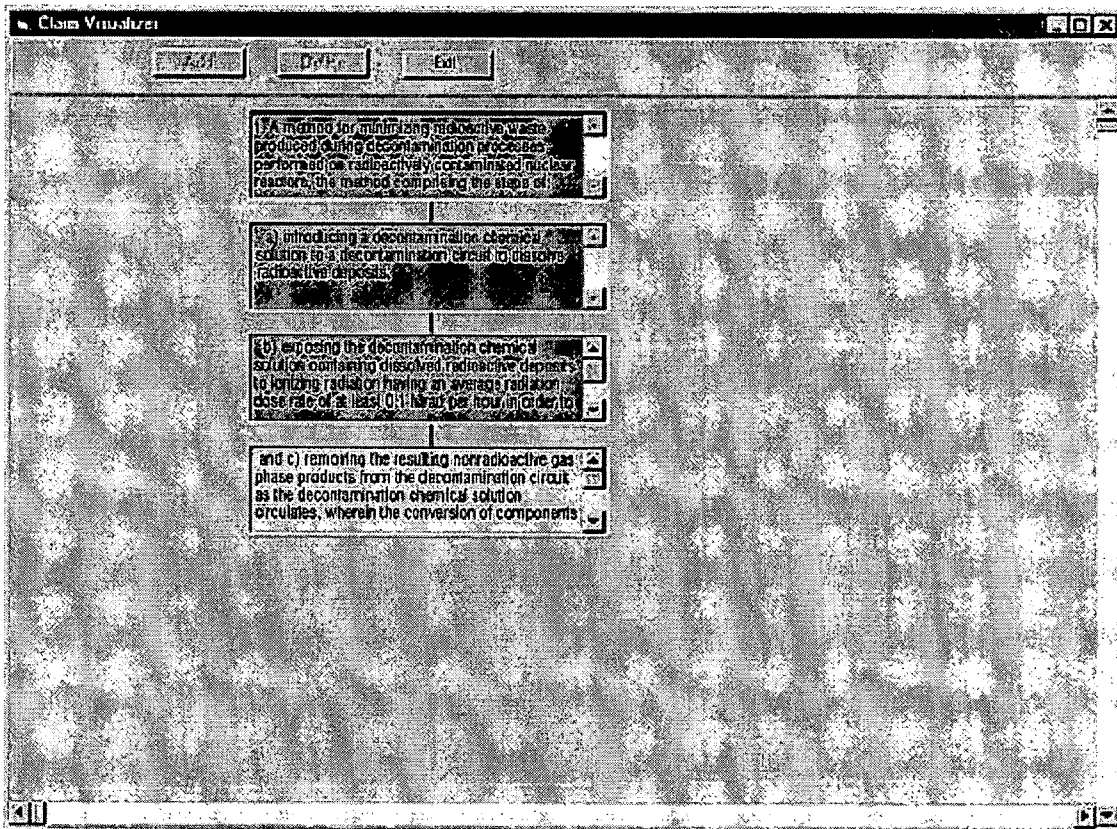 Claim Visualizer
Add Define Exit
1) A method for minimizing radioactive waste
produced during decontamination processes
performed on radioactively contaminated nuclear
reactors, the method comprising the steps of
a) introducing a decontamination chemical
solution to a decontamination circuit to dissolve
radioactive deposits,
b) exposing the decontamination chemical
solution containing dissolved radioactive deposits
to ionizing radiation having an average radiation
dose rate of at least 0.1 Mrad per hour in order to
and c) removing the resulting nonradioactive gas
phase products from the decontamination circuit
as the decontamination chemical solution
circulates, wherein the conversion of components